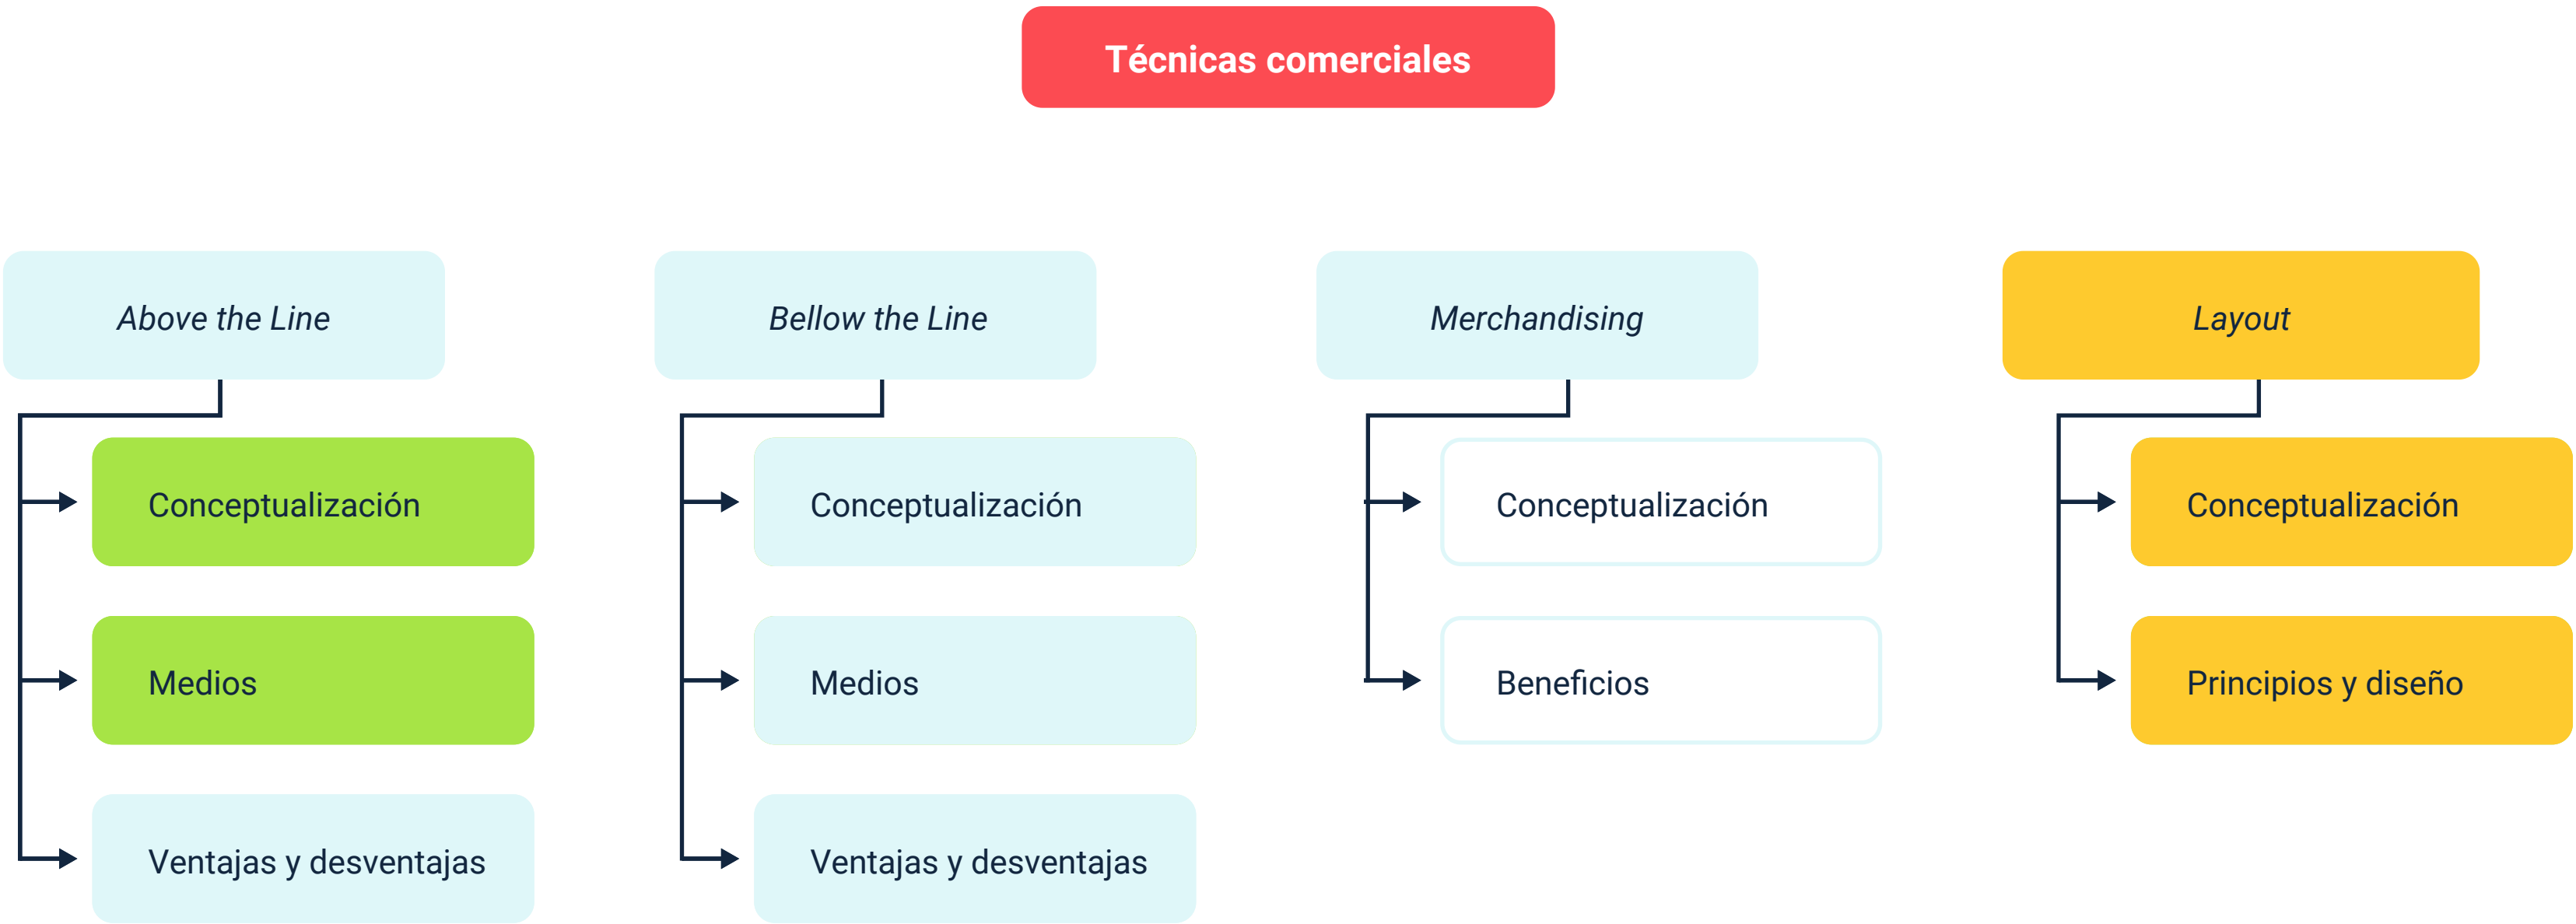 Técnicas comerciales
Above the Line
Conceptualización
Medios
Ventajas y desventajas
Bellow the Line
Conceptualización
Medios
Ventajas y desventajas
Merchandising
Conceptualización
Beneficios
Layout
Conceptualización
Principios y diseño